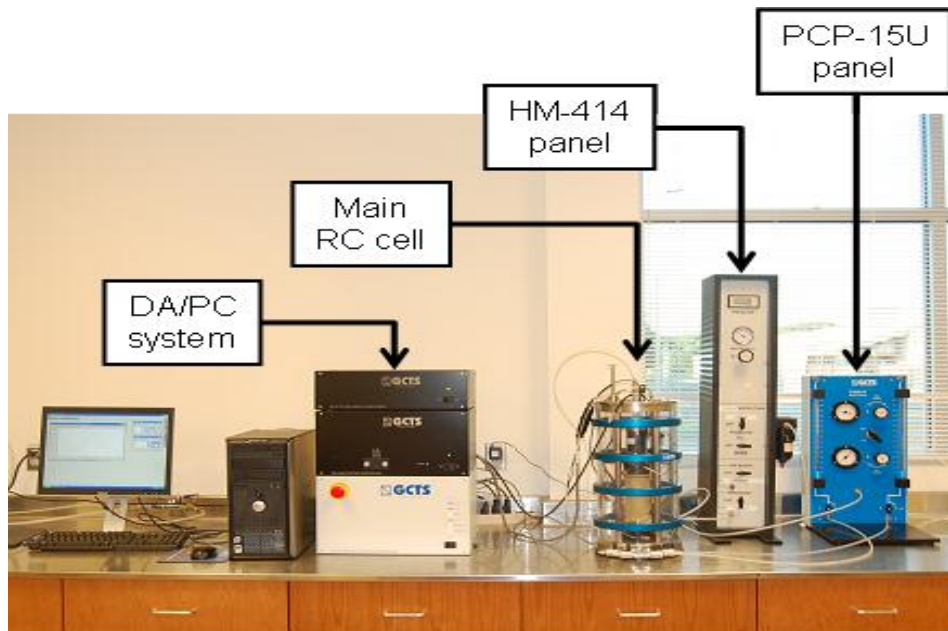 PCP-15U
panel
HM-414
panel
Main
RC cell
DA/PC
system
GCTS
GCTS
GCTS
GCTS